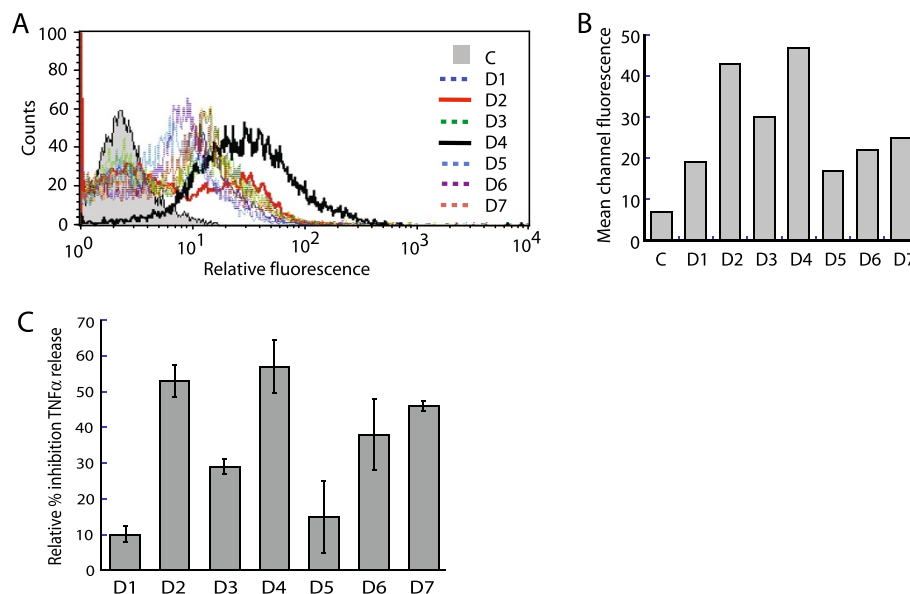 A
100
80
60
40
20
0
Counts
10^0 10^1 10^2 10^3 10^4
Relative fluorescence
C
D1
D2
D3
D4
D5
D6
D7
B
50
40
30
20
10
0
Mean channel fluorescence
C D1 D2 D3 D4 D5 D6 D7
C
70
60
50
40
30
20
10
0
Relative % inhibition TNFα release
D1 D2 D3 D4 D5 D6 D7